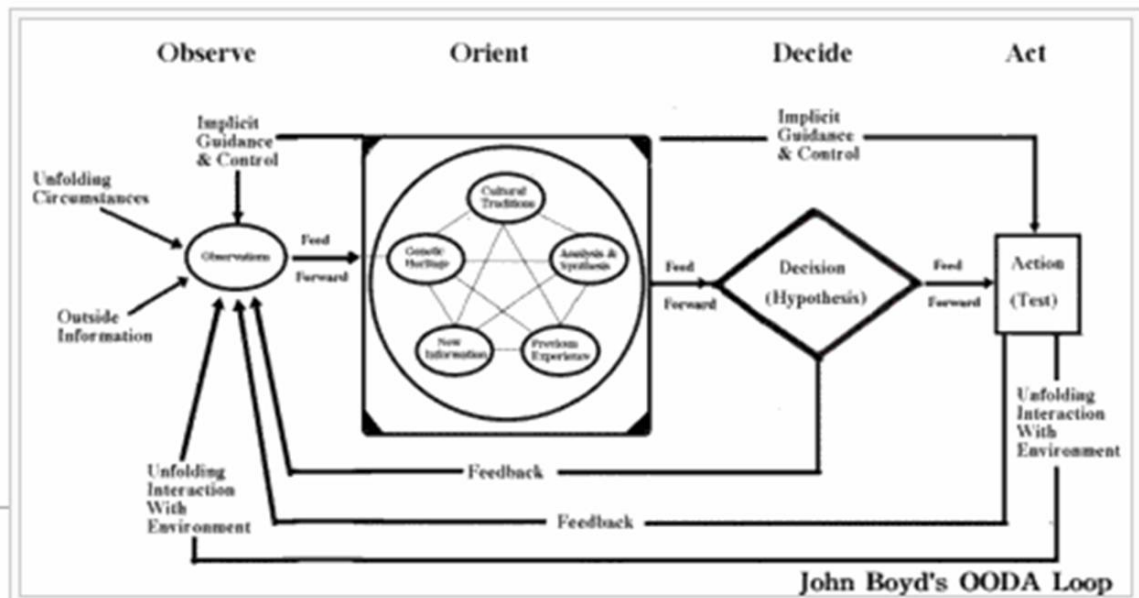 Observe
Orient
Decide
Act
Implicit
Guidance
& Control
Unfolding
Circumstances
Observations
Outside
Information
Feed
Forward
Cultural
Traditions
Genetic
Heritage
Analysis &
Synthesis
New
Information
Previous
Experience
Feed
Forward
Implicit
Guidance
& Control
Decision
(Hypothesis)
Feed
Forward
Action
(Test)
Unfolding
Interaction
With
Environment
Feedback
Feedback
Unfolding
Interaction
With
Environment
John Boyd's OODA Loop